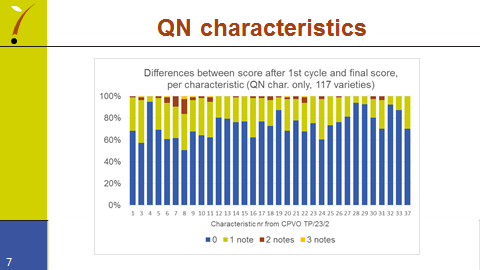 QN characteristics
Differences between score after 1st cycle and final score,
per characteristic (QN char. only, 117 varieties)
100%
80%
60%
40%
20%
0%
1 3 4 5 6 7 8 9 10 11 12 13 14 15 16 17 18 19 20 21 22 23 24 25 26 27 28 29 30 31 32 33 37
Characteristic nr from CPVO TP/23/2
0 1 note 2 notes 3 notes
7